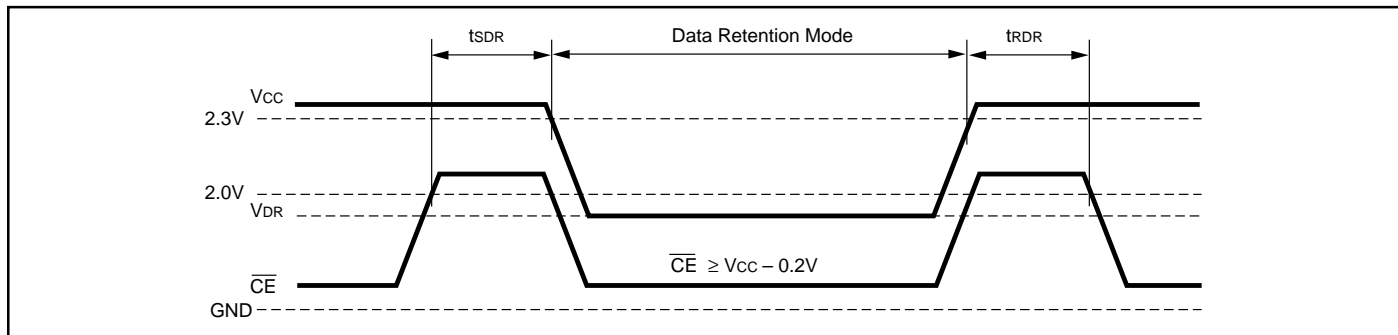 tSDR Data Retention Mode tRDR
VCC
2.3V
2.0V
VDR
CE ≥ VCC – 0.2V
CE
GND